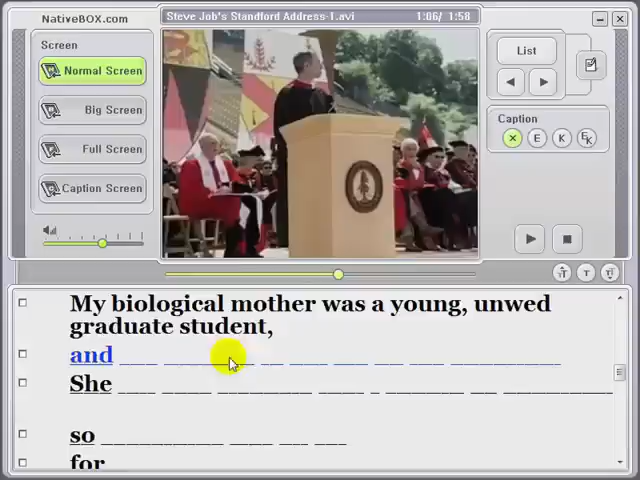 NativeBOX.com
Steve Job's Standford Address-1.avi
1:06/ 1:58
Screen
Normal Screen
Big Screen
Full Screen
Caption Screen
List
Caption
E
K
EK
T
T
T
My biological mother was a young, unwed
graduate student,
and
She
so
for